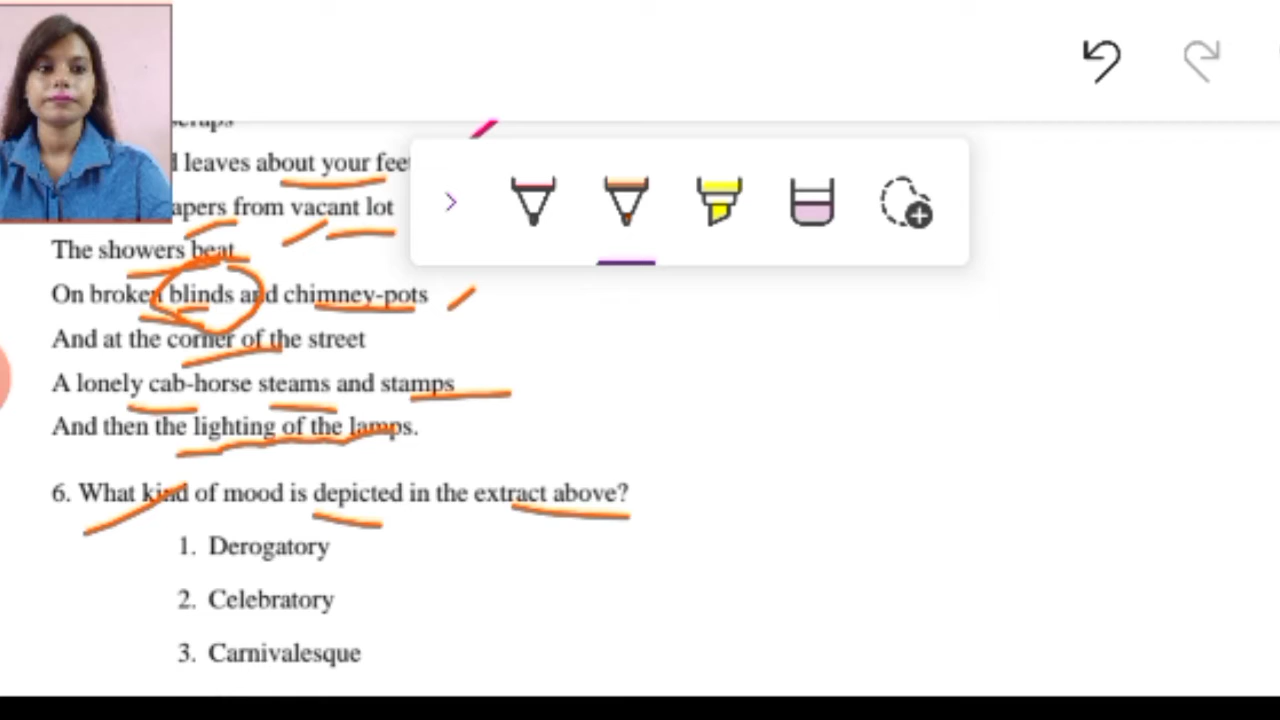 leaves about your feet
from vacant lot
The showers beat
On broken blinds and chimney-pots
And at the corner of the street
A lonely cab-horse steams and stamps
And then the lighting of the lamps.
6. What kind of mood is depicted in the extract above?
1. Derogatory
2. Celebratory
3. Carnivalesque